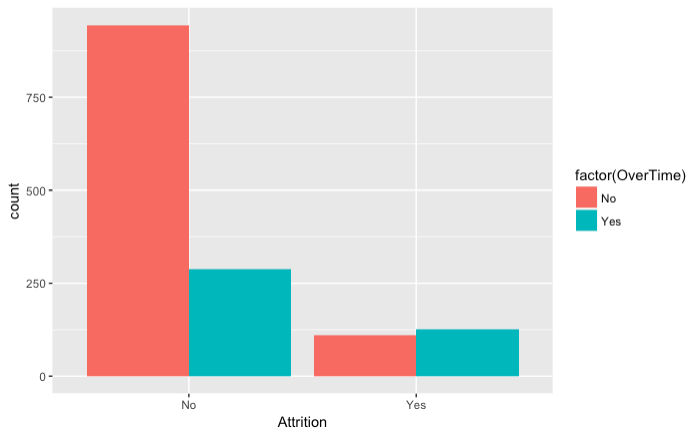 750
500
250
0
count
No
Yes
Attrition
factor(OverTime)
No
Yes